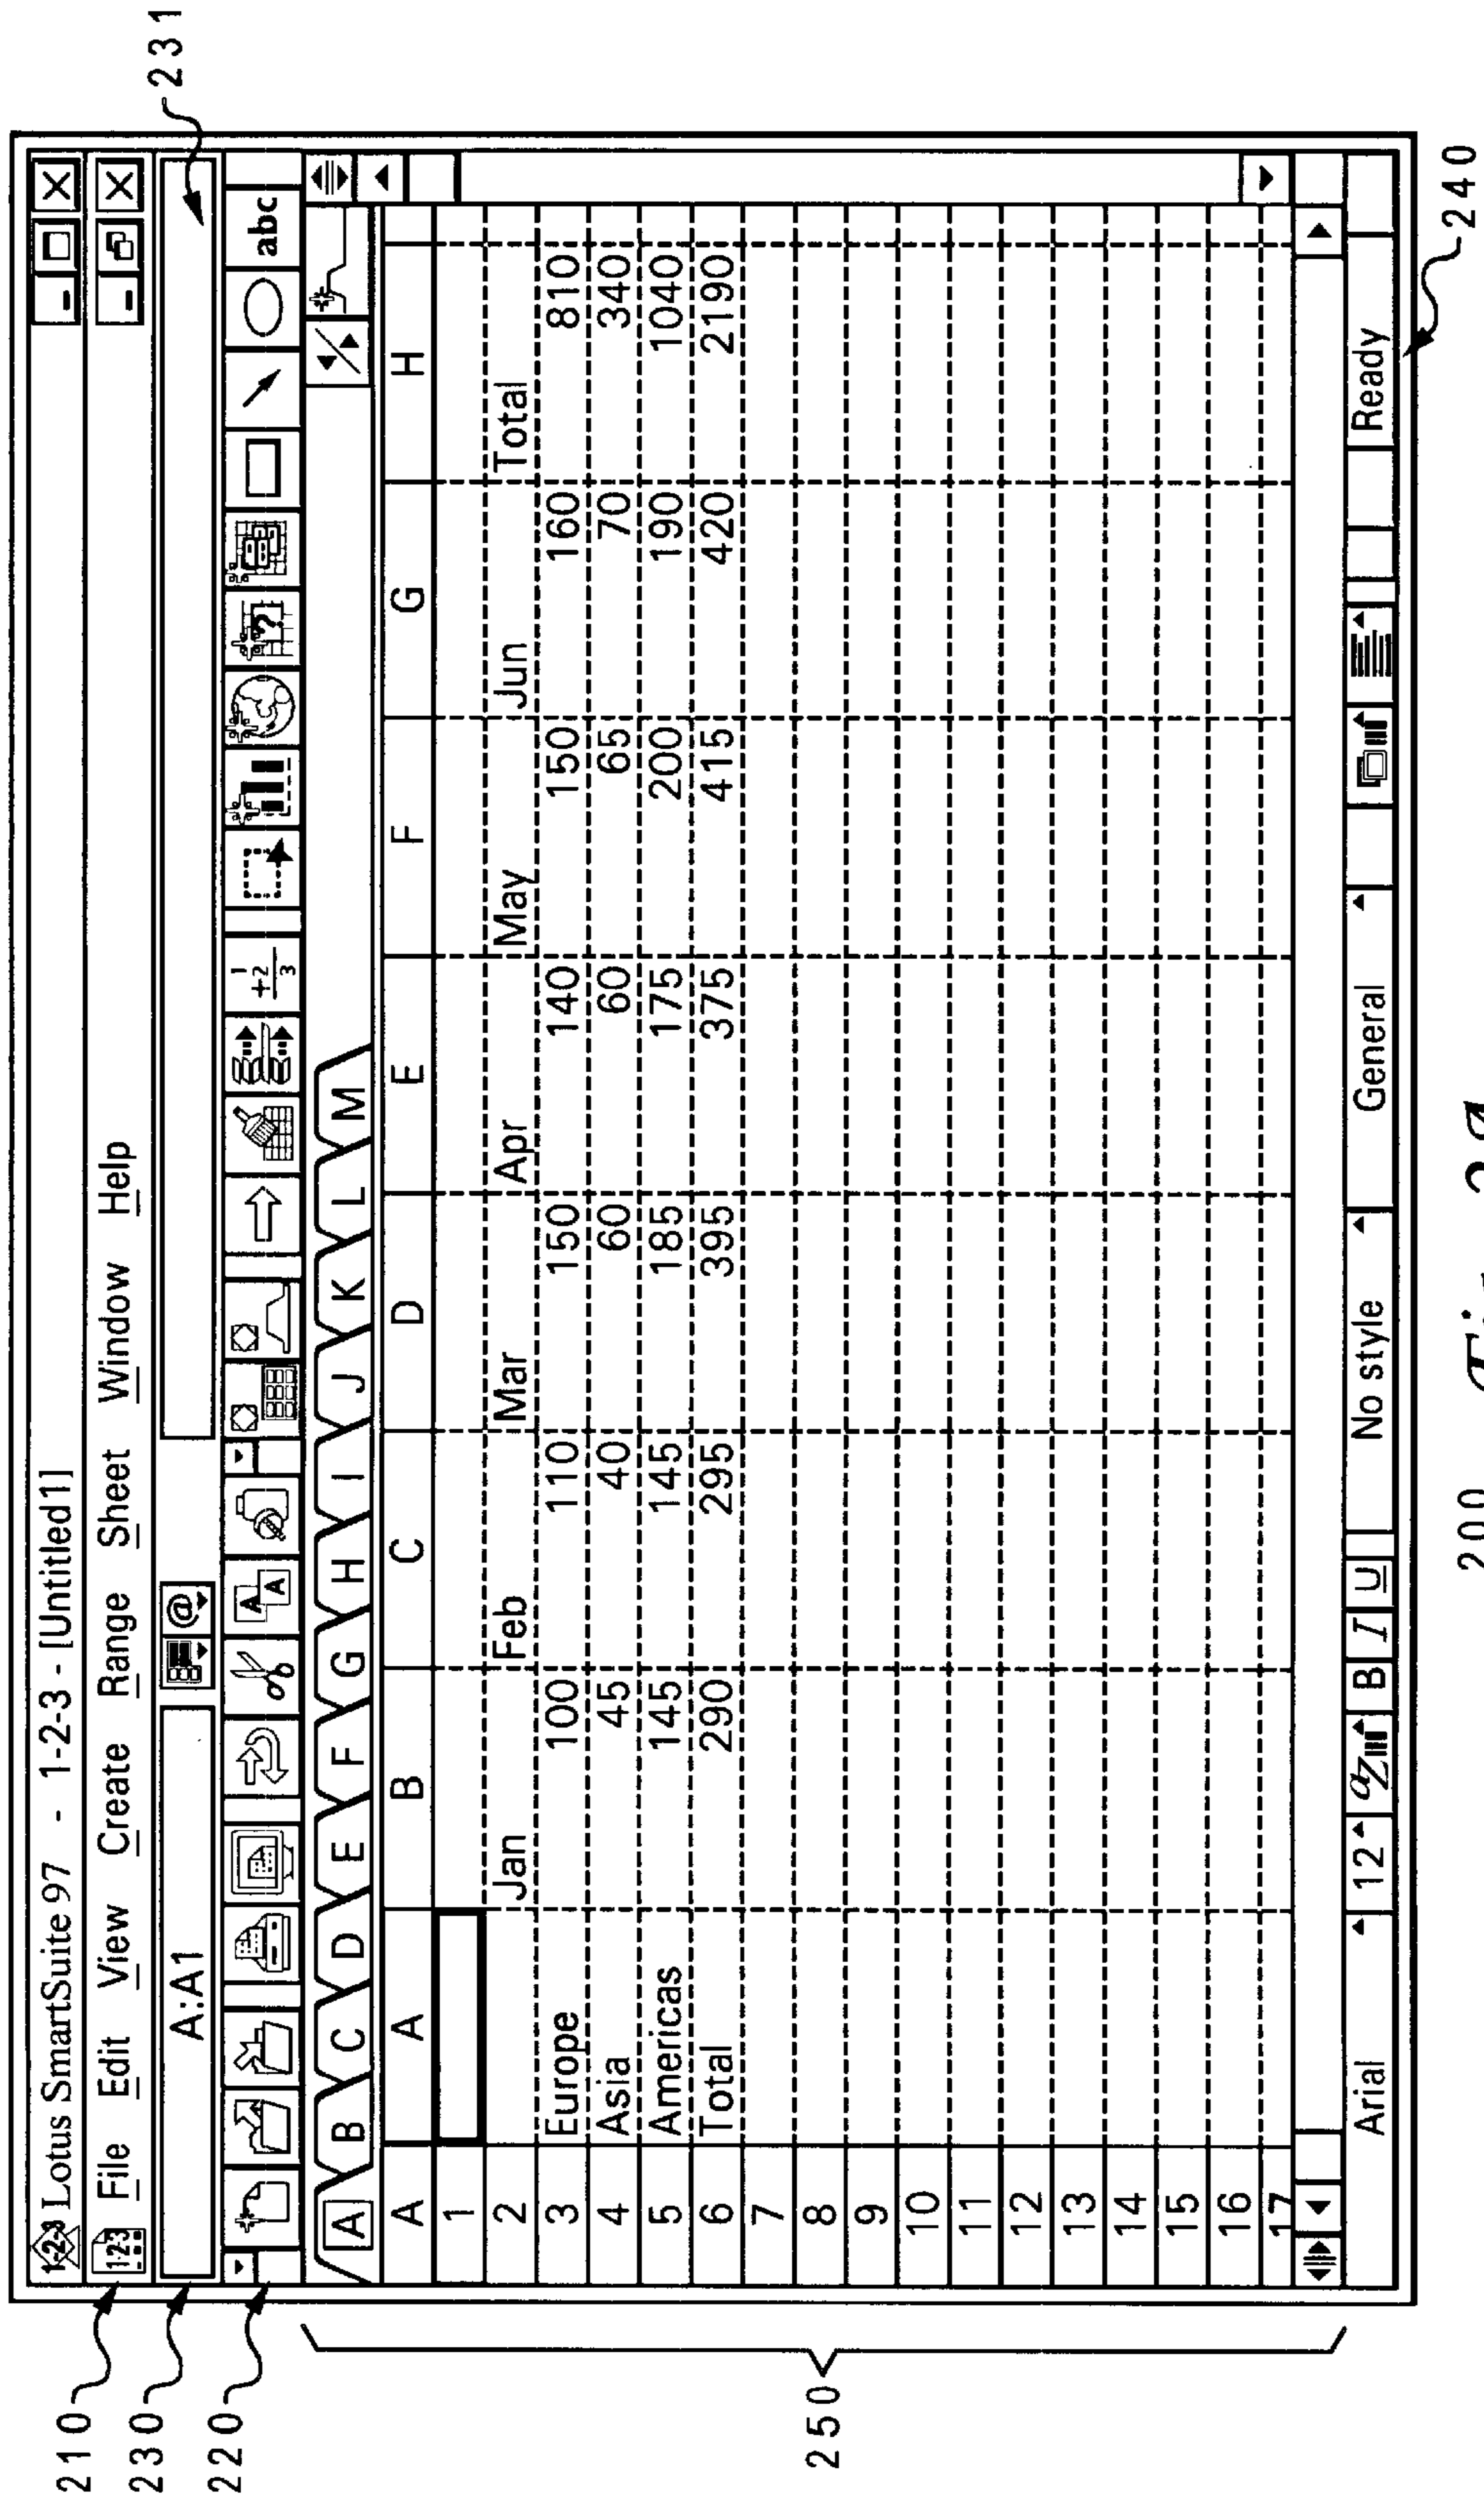 Lotus SmartSuite 97 - 1-2-3 - [Untitled1]
File Edit View Create Range Sheet Window Help
A:A1 @
abc
A B C D E F G H I J K L M
A A B C D E F G H
1
2 Jan Feb Mar Apr May Jun Total
3 Europe 100 110 150 140 150 160 810
4 Asia 45 40 60 60 65 70 340
5 Americas 145 145 185 175 200 190 1040
6 Total 290 295 395 375 415 420 2190
7
8
9
10
11
12
13
14
15
16
17
Arial 12 B I U No style General Ready
210
230
220
231
250
240
200